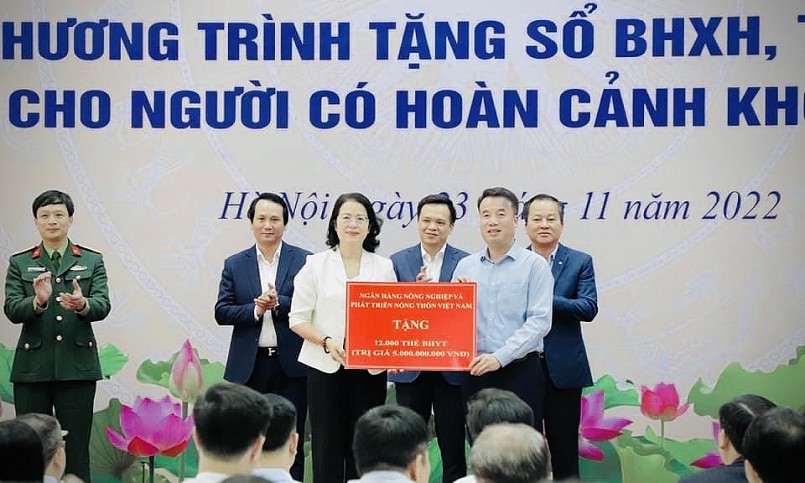 HƯƠNG TRÌNH TẶNG SỔ BHXH, T
CHO NGƯỜI CÓ HOÀN CẢNH KHÓ
Hà Nội, ngày 23 tháng 11 năm 2022
NGÂN HÀNG NÔNG NGHIỆP VÀ
PHÁT TRIỂN NÔNG THÔN VIỆT NAM
TẶNG
12.000 THẺ BHYT
(TRỊ GIÁ 5.000.000.000 VNĐ)